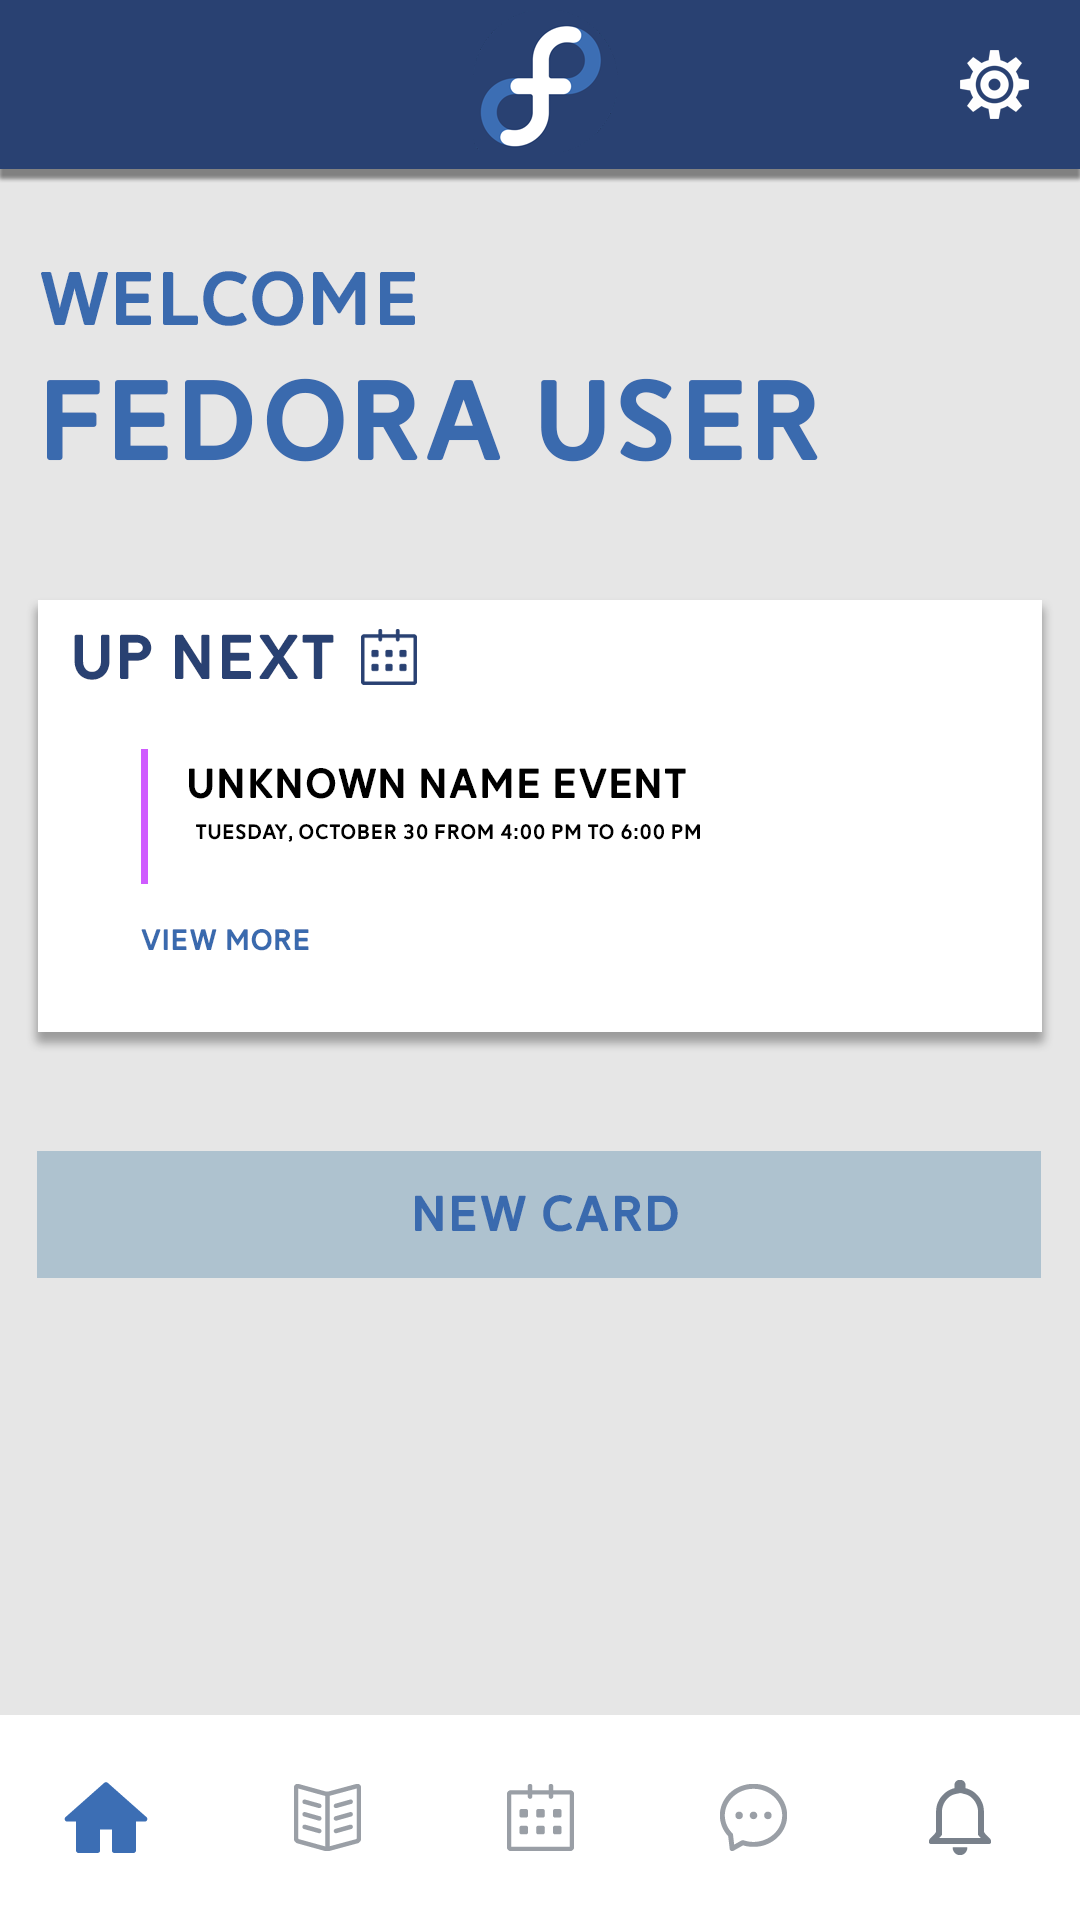 WELCOME
FEDORA USER
UP NEXT
UNKNOWN NAME EVENT
TUESDAY, OCTOBER 30 FROM 4:00 PM TO 6:00 PM
VIEW MORE
NEW CARD